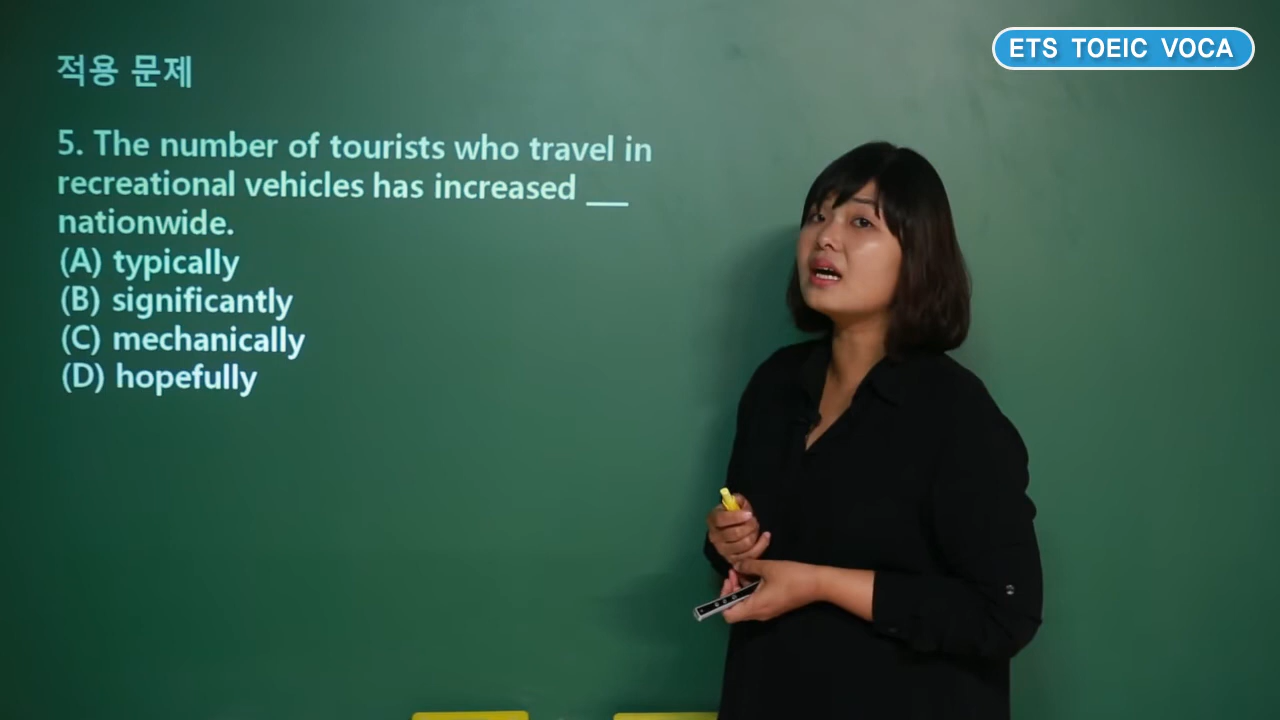 ETS TOEIC VOCA
적용 문제
5. The number of tourists who travel in
recreational vehicles has increased ___
nationwide.
(A) typically
(B) significantly
(C) mechanically
(D) hopefully